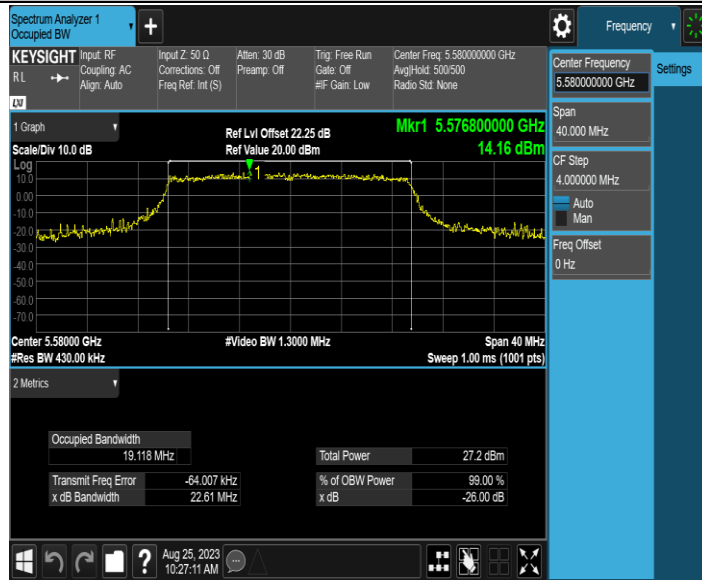 Spectrum Analyzer 1
Occupied BW
+
Frequency
KEYSIGHT
RL
LXI
Input: RF
Coupling: AC
Align: Auto
Input Z: 50 Ω
Corrections: Off
Freq Ref: Int (S)
Atten: 30 dB
Preamp: Off
Trig: Free Run
Gate: Off
#IF Gain: Low
Center Freq: 5.580000000 GHz
Avg|Hold: 500/500
Radio Std: None
Center Frequency
5.580000000 GHz
Settings
Span
40.000 MHz
CF Step
4.000000 MHz
Auto
Man
Freq Offset
0 Hz
1 Graph
Scale/Div 10.0 dB
Ref Lvl Offset 22.25 dB
Ref Value 20.00 dBm
Mkr1 5.576800000 GHz
14.16 dBm
Log
10.0
0.00
-10.0
-20.0
-30.0
-40.0
-50.0
-60.0
-70.0
1
Center 5.58000 GHz
#Video BW 1.3000 MHz
Span 40 MHz
#Res BW 430.00 kHz
Sweep 1.00 ms (1001 pts)
2 Metrics
Occupied Bandwidth
19.118 MHz
Total Power 27.2 dBm
Transmit Freq Error -64.007 kHz
% of OBW Power 99.00 %
x dB Bandwidth 22.61 MHz
x dB -26.00 dB
?
Aug 25, 2023
10:27:11 AM